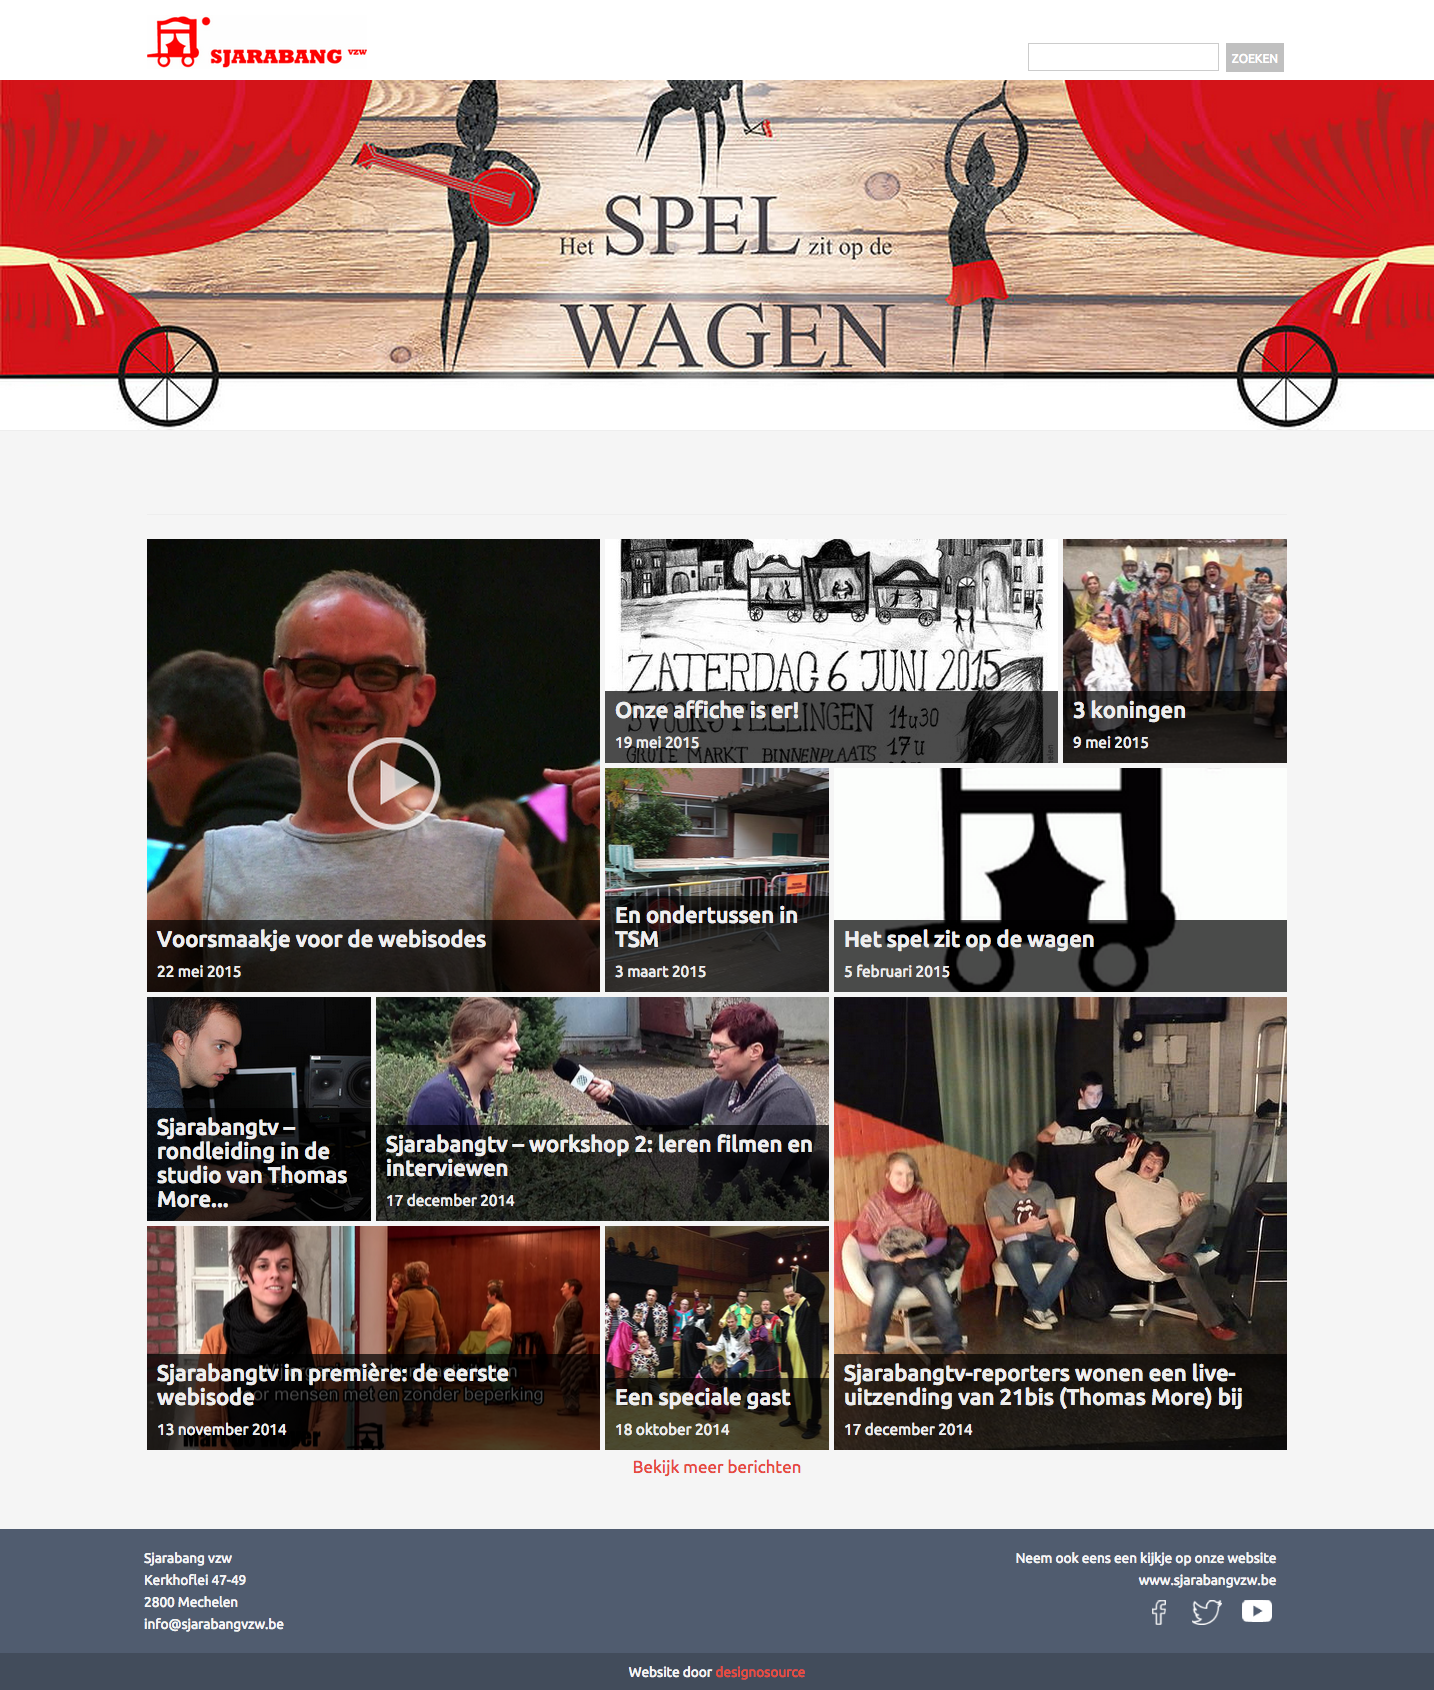 SJARABANG vzw
ZOEKEN
Het SPEL zit op de
WAGEN
ZATERDAG 6 JUNI 2015
VOORSTELLINGEN 14u30
GROTE MARKT BINNENPLAATS 17u
Onze affiche is er!
19 mei 2015
3 koningen
9 mei 2015
Voorsmaakje voor de webisodes
22 mei 2015
En ondertussen in
TSM
3 maart 2015
Het spel zit op de wagen
5 februari 2015
Sjarabangtv –
rondleiding in de
studio van Thomas
More...
Sjarabangtv – workshop 2: leren filmen en
interviewen
17 december 2014
Sjarabangtv in première: de eerste
webisode
mensen met en zonder beperking
13 november 2014
Een speciale gast
18 oktober 2014
Sjarabangtv-reporters wonen een live-
uitzending van 21bis (Thomas More) bij
17 december 2014
Bekijk meer berichten
Sjarabang vzw
Kerkhoflei 47-49
2800 Mechelen
info@sjarabangvzw.be
Neem ook eens een kijkje op onze website
www.sjarabangvzw.be
Website door designosource